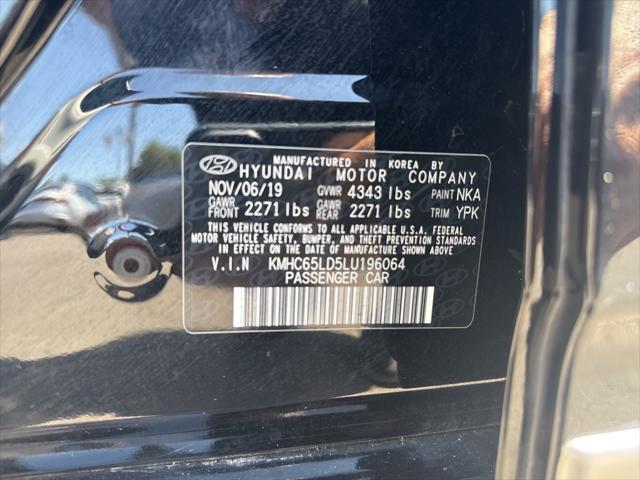 MANUFACTURED IN KOREA BY
HYUNDAI MOTOR COMPANY
NOV/06/19 GVWR 4343 lbs PAINT NKA
GAWR FRONT 2271 lbs GAWR REAR 2271 lbs TRIM YPK
THIS VEHICLE CONFORMS TO ALL APPLICABLE U.S.A. FEDERAL
MOTOR VEHICLE SAFETY, BUMPER, AND THEFT PREVENTION STANDARDS
IN EFFECT ON THE DATE OF MANUFACTURE SHOWN ABOVE.
V.I.N KMHC65LD5LU196064
PASSENGER CAR